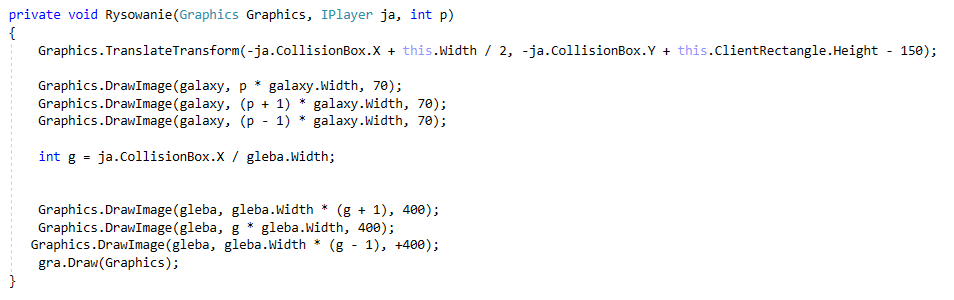 private void Rysowanie(Graphics Graphics, IPlayer ja, int p)
{
Graphics.TranslateTransform(-ja.CollisionBox.X + this.Width / 2, -ja.CollisionBox.Y + this.ClientRectangle.Height - 150);
Graphics.DrawImage(galaxy, p * galaxy.Width, 70);
Graphics.DrawImage(galaxy, (p + 1) * galaxy.Width, 70);
Graphics.DrawImage(galaxy, (p - 1) * galaxy.Width, 70);
int g = ja.CollisionBox.X / gleba.Width;
Graphics.DrawImage(gleba, gleba.Width * (g + 1), 400);
Graphics.DrawImage(gleba, g * gleba.Width, 400);
Graphics.DrawImage(gleba, gleba.Width * (g - 1), +400);
gra.Draw(Graphics);
}